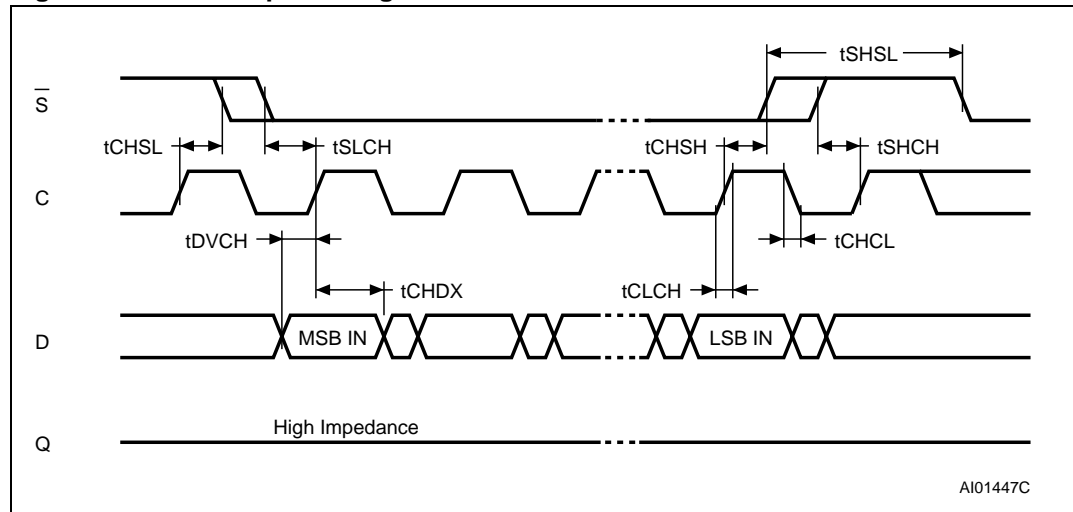 tSHSL
S
tCHSL
tSLCH
tCHSH
tSHCH
C
tDVCH
tCHCL
tCHDX
tCLCH
D
MSB IN
LSB IN
High Impedance
Q
AI01447C